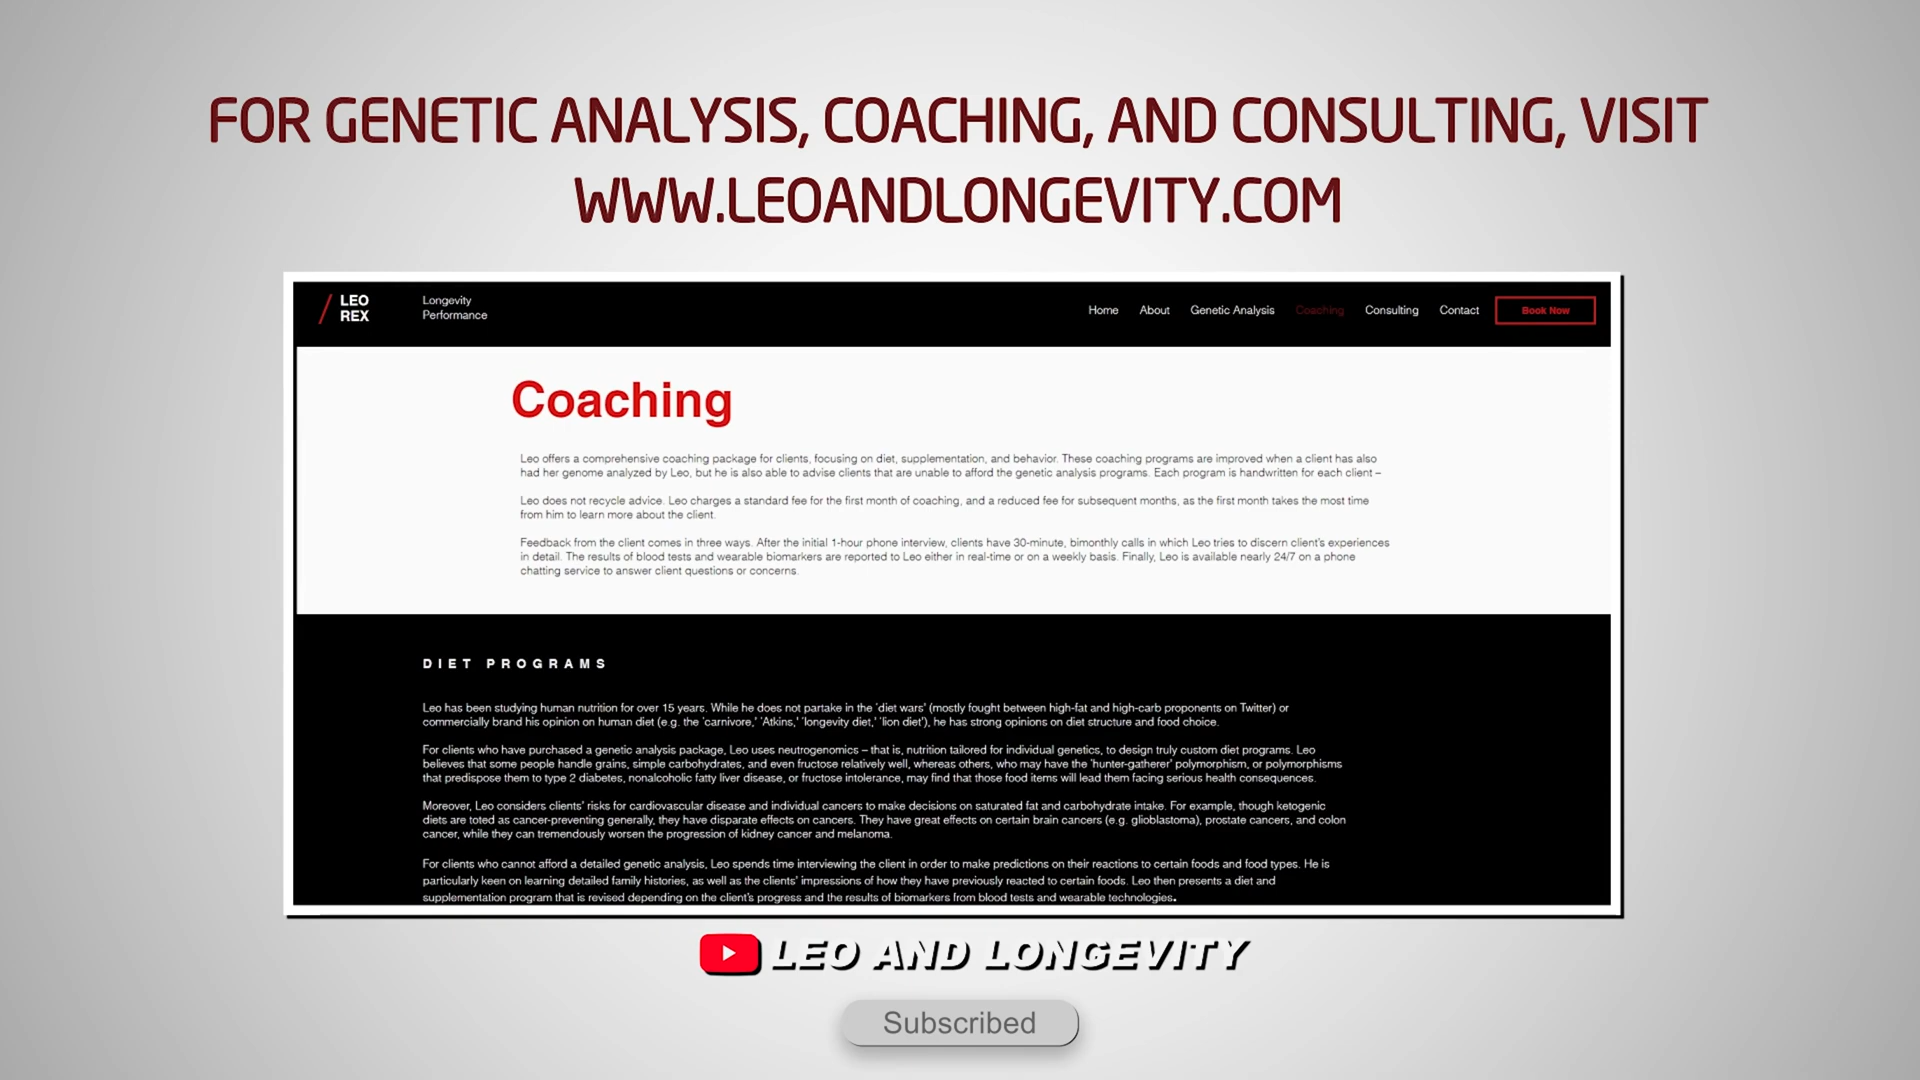 FOR GENETIC ANALYSIS, COACHING, AND CONSULTING, VISIT
WWW.LEOANDLONGEVITY.COM
LEO
REX
Longevity
Performance
Home About Genetic Analysis Coaching Consulting Contact Book Now
Coaching
Leo offers a comprehensive coaching package for clients, focusing on diet, supplementation, and behavior. These coaching programs are improved when a client has also
had her genome analyzed by Leo, but he is also able to advise clients that are unable to afford the genetic analysis programs. Each program is handwritten for each client –
Leo does not recycle advice. Leo charges a standard fee for the first month of coaching, and a reduced fee for subsequent months, as the first month takes the most time
from him to learn more about the client.
Feedback from the client comes in three ways. After the initial 1-hour phone interview, clients have 30-minute, bimonthly calls in which Leo tries to discern client's experiences
in detail. The results of blood tests and wearable biomarkers are reported to Leo either in real-time or on a weekly basis. Finally, Leo is available nearly 24/7 on a phone
chatting service to answer client questions or concerns.
DIET PROGRAMS
Leo has been studying human nutrition for over 15 years. While he does not partake in the 'diet wars' (mostly fought between high-fat and high-carb proponents on Twitter) or
commercially brand his opinion on human diet (e.g. the 'carnivore,' 'Atkins,' 'longevity diet,' 'lion diet'), he has strong opinions on diet structure and food choice.
For clients who have purchased a genetic analysis package, Leo uses neutrogenomics – that is, nutrition tailored for individual genetics, to design truly custom diet programs. Leo
believes that some people handle grains, simple carbohydrates, and even fructose relatively well, whereas others, who may have the 'hunter-gatherer' polymorphism, or polymorphisms
that predispose them to type 2 diabetes, nonalcoholic fatty liver disease, or fructose intolerance, may find that those food items will lead them facing serious health consequences.
Moreover, Leo considers clients' risks for cardiovascular disease and individual cancers to make decisions on saturated fat and carbohydrate intake. For example, though ketogenic
diets are toted as cancer-preventing generally, they have disparate effects on cancers. They have great effects on certain brain cancers (e.g. glioblastoma), prostate cancers, and colon
cancer, while they can tremendously worsen the progression of kidney cancer and melanoma.
For clients who cannot afford a detailed genetic analysis, Leo spends time interviewing the client in order to make predictions on their reactions to certain foods and food types. He is
particularly keen on learning detailed family histories, as well as the clients' impressions of how they have previously reacted to certain foods. Leo then presents a diet and
supplementation program that is revised depending on the client's progress and the results of biomarkers from blood tests and wearable technologies.
LEO AND LONGEVITY
Subscribed